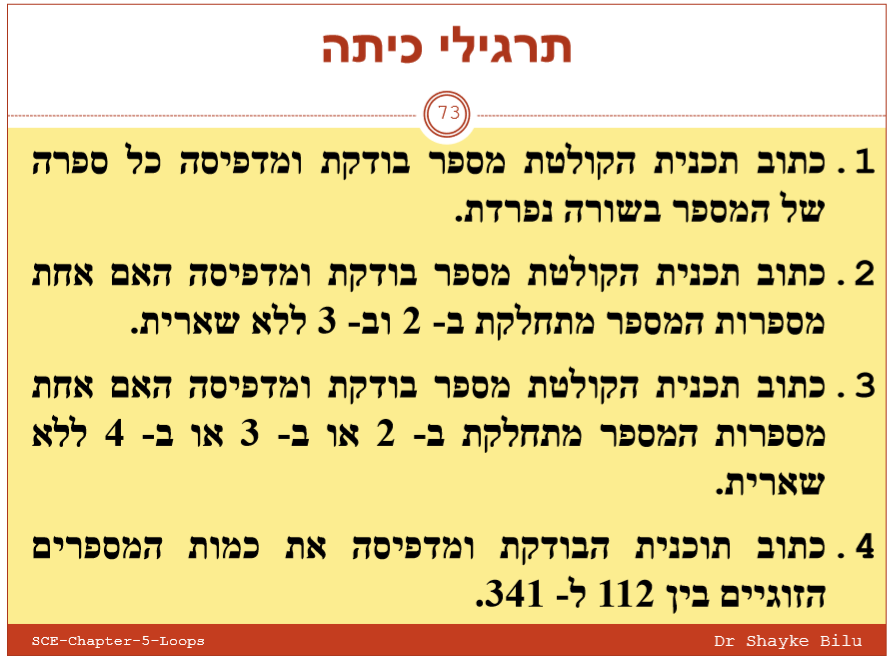 תרגילי כיתה
73
1. כתוב תכנית הקולטת מספר בודקת ומדפיסה כל ספרה
של המספר בשורה נפרדת.
2. כתוב תכנית הקולטת מספר בודקת ומדפיסה האם אחת
מספרות המספר מתחלקת ב- 2 וב- 3 ללא שארית.
3. כתוב תכנית הקולטת מספר בודקת ומדפיסה האם אחת
מספרות המספר מתחלקת ב- 2 או ב- 3 או ב- 4 ללא
שארית.
4. כתוב תוכנית הבודקת ומדפיסה את כמות המספרים
הזוגיים בין 112 ל- 341.
SCE-Chapter-5-Loops
Dr Shayke Bilu